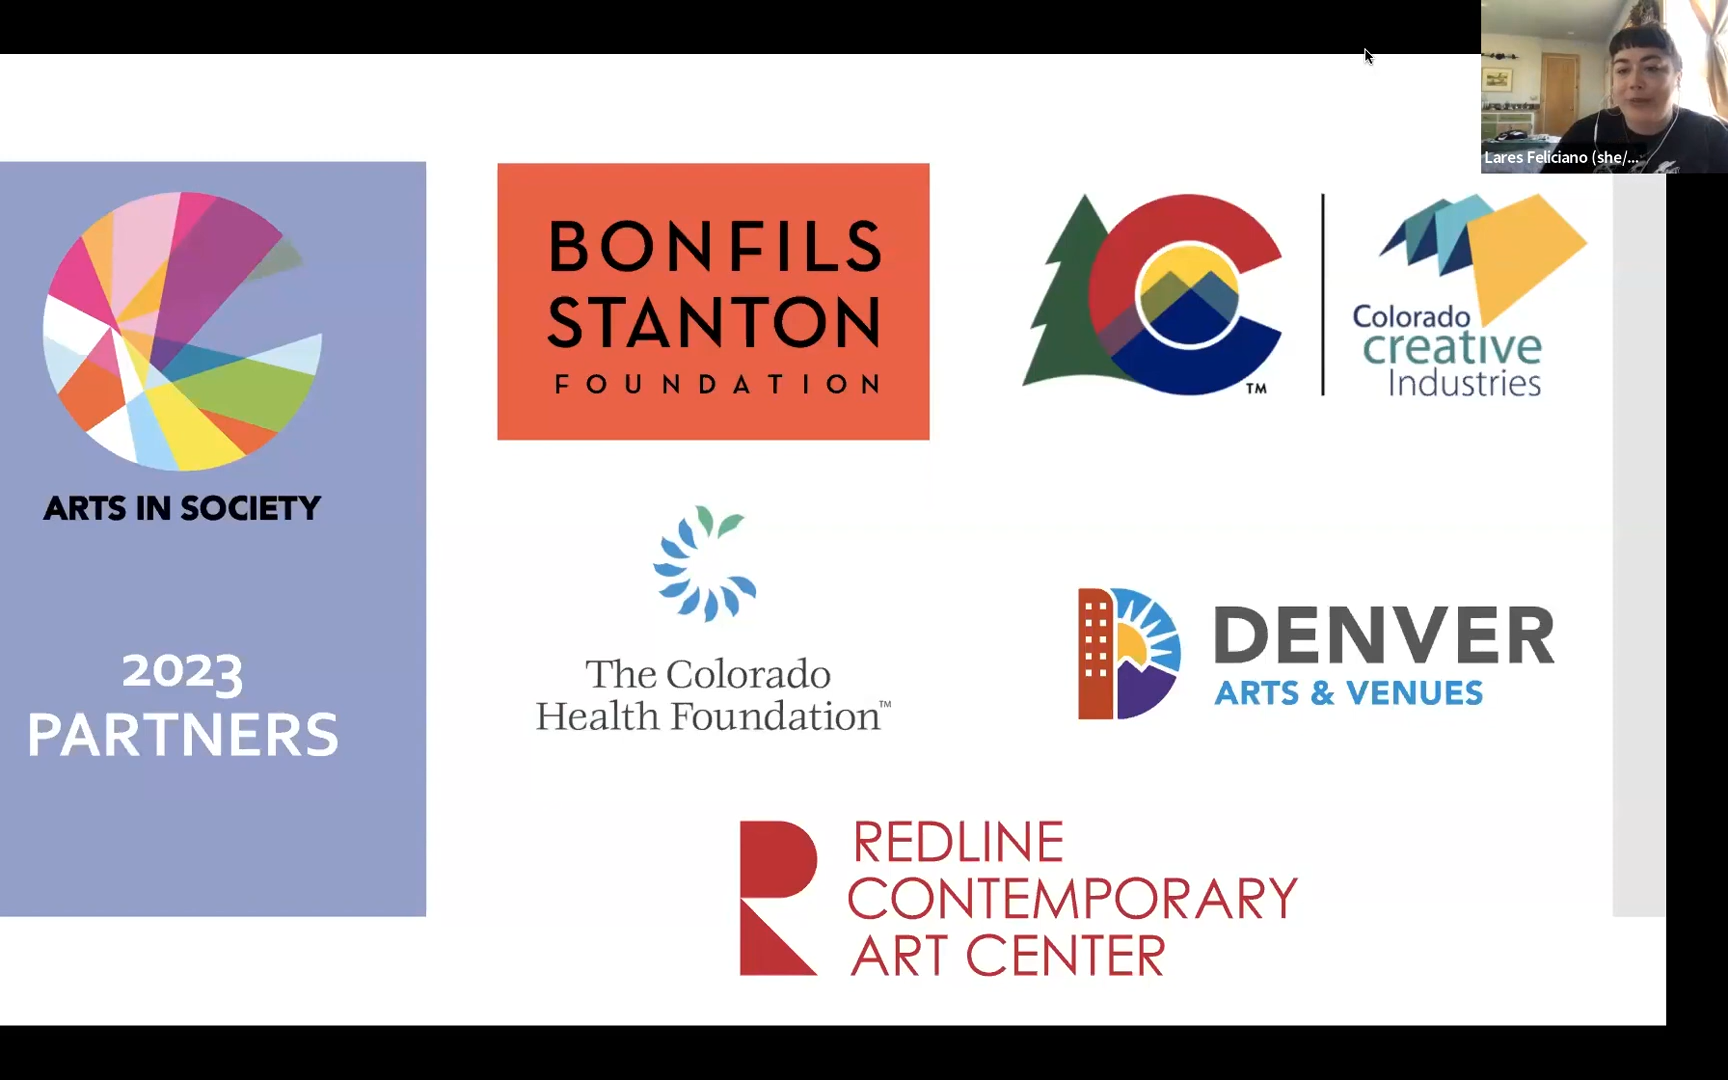 Lares Feliciano (she/...
ARTS IN SOCIETY
2023
PARTNERS
BONFILS
STANTON
FOUNDATION
TM
Colorado
creative
Industries
The Colorado
Health Foundation™
DENVER
ARTS & VENUES
REDLINE
CONTEMPORARY
ART CENTER